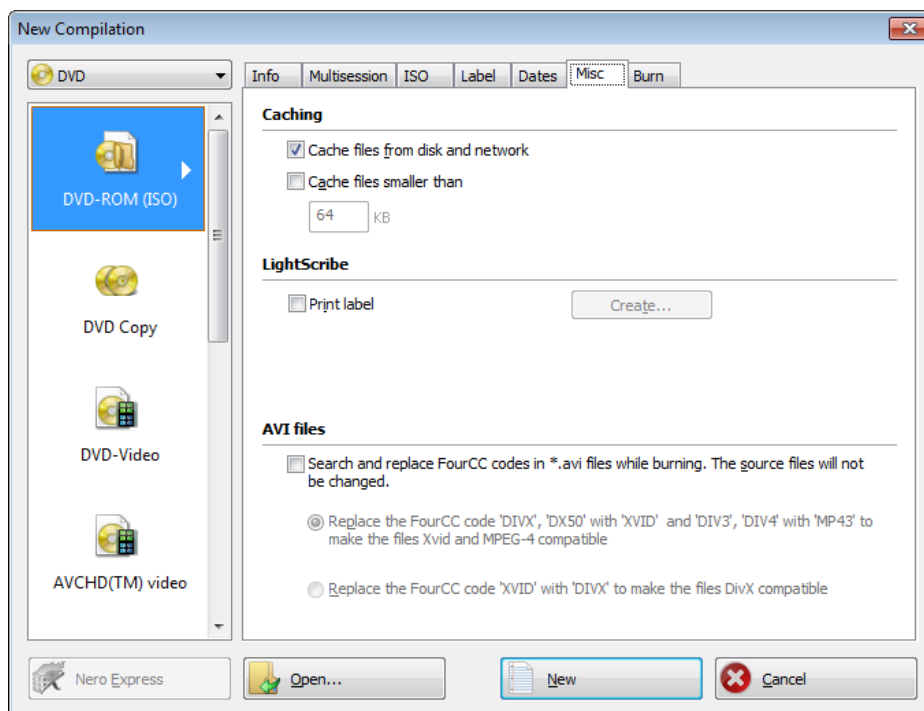 New Compilation
DVD
Info Multisession ISO Label Dates Misc Burn
DVD-ROM (ISO)
DVD Copy
DVD-Video
AVCHD(TM) video
Caching
Cache files from disk and network
Cache files smaller than
64 KB
LightScribe
Print label Create...
AVI files
Search and replace FourCC codes in *.avi files while burning. The source files will not
be changed.
Replace the FourCC code 'DIVX', 'DX50' with 'XVID' and 'DIV3', 'DIV4' with 'MP43' to
make the files Xvid and MPEG-4 compatible
Replace the FourCC code 'XVID' with 'DIVX' to make the files DivX compatible
Nero Express Open... New Cancel